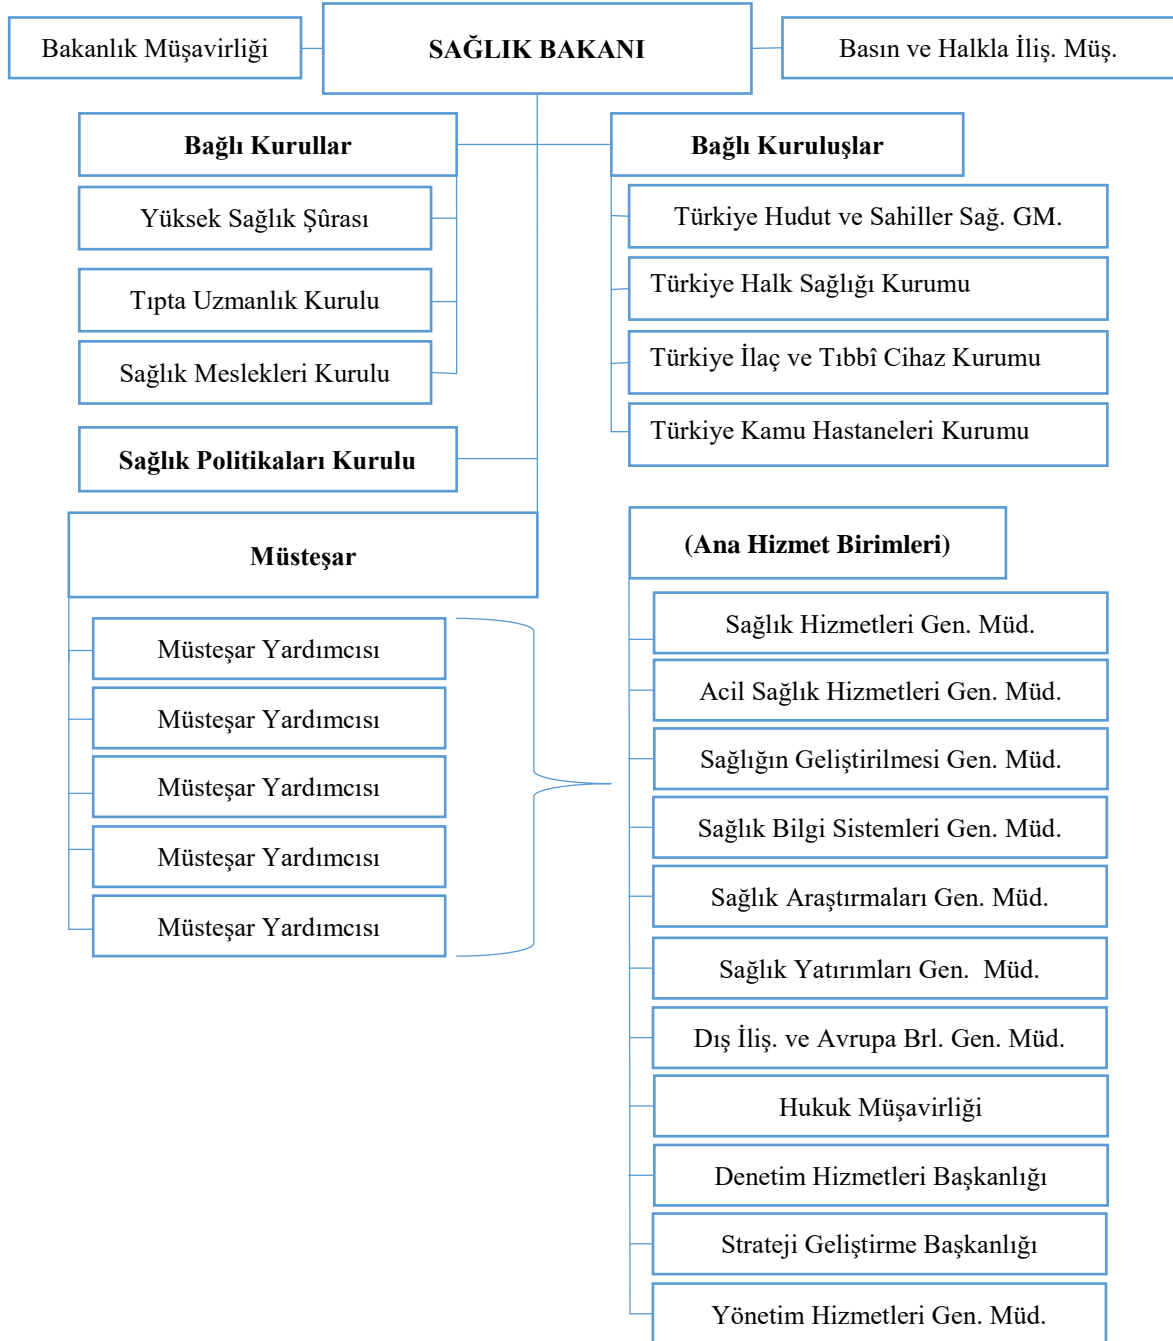 Bakanlık Müşavirliği
SAĞLIK BAKANI
Basın ve Halkla İliş. Müş.
Bağlı Kurullar
Yüksek Sağlık Şûrası
Tıpta Uzmanlık Kurulu
Sağlık Meslekleri Kurulu
Sağlık Politikaları Kurulu
Bağlı Kuruluşlar
Türkiye Hudut ve Sahiller Sağ. GM.
Türkiye Halk Sağlığı Kurumu
Türkiye İlaç ve Tıbbî Cihaz Kurumu
Türkiye Kamu Hastaneleri Kurumu
Müsteşar
Müsteşar Yardımcısı
Müsteşar Yardımcısı
Müsteşar Yardımcısı
Müsteşar Yardımcısı
Müsteşar Yardımcısı
(Ana Hizmet Birimleri)
Sağlık Hizmetleri Gen. Müd.
Acil Sağlık Hizmetleri Gen. Müd.
Sağlığın Geliştirilmesi Gen. Müd.
Sağlık Bilgi Sistemleri Gen. Müd.
Sağlık Araştırmaları Gen. Müd.
Sağlık Yatırımları Gen. Müd.
Dış İliş. ve Avrupa Brl. Gen. Müd.
Hukuk Müşavirliği
Denetim Hizmetleri Başkanlığı
Strateji Geliştirme Başkanlığı
Yönetim Hizmetleri Gen. Müd.